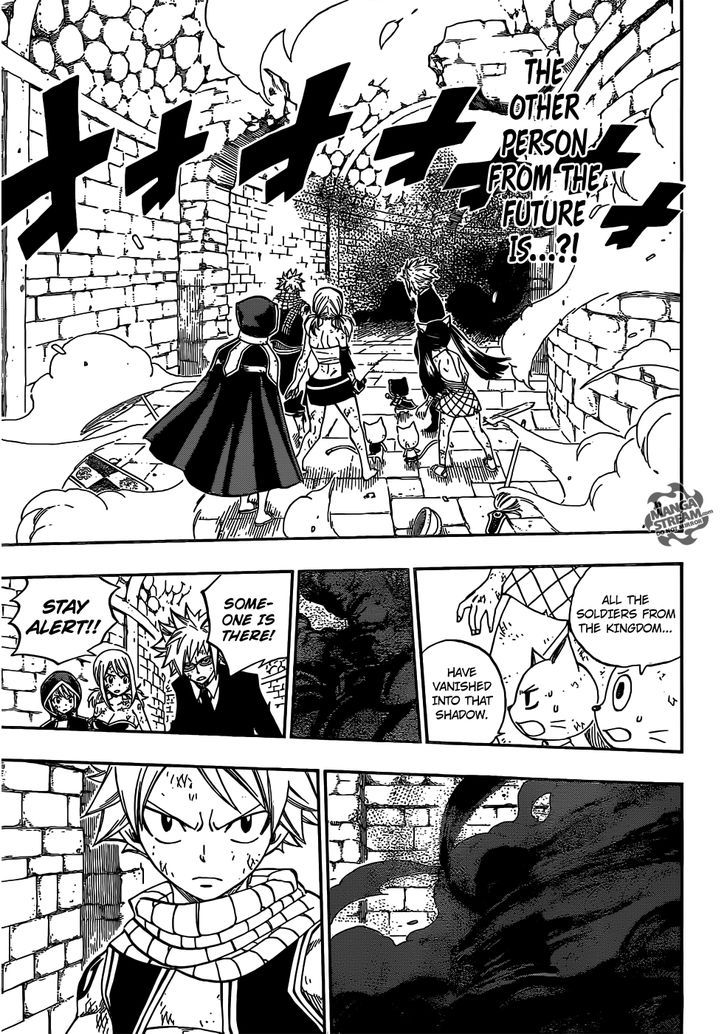 THE
OTHER
PERSON
FROM THE
FUTURE
IS...?!
MANGA
STREAM.com
ALL THE
SOLDIERS FROM
THE KINGDOM...
HAVE
VANISHED
INTO THAT
SHADOW.
SOME-
ONE IS
THERE!
STAY
ALERT!!